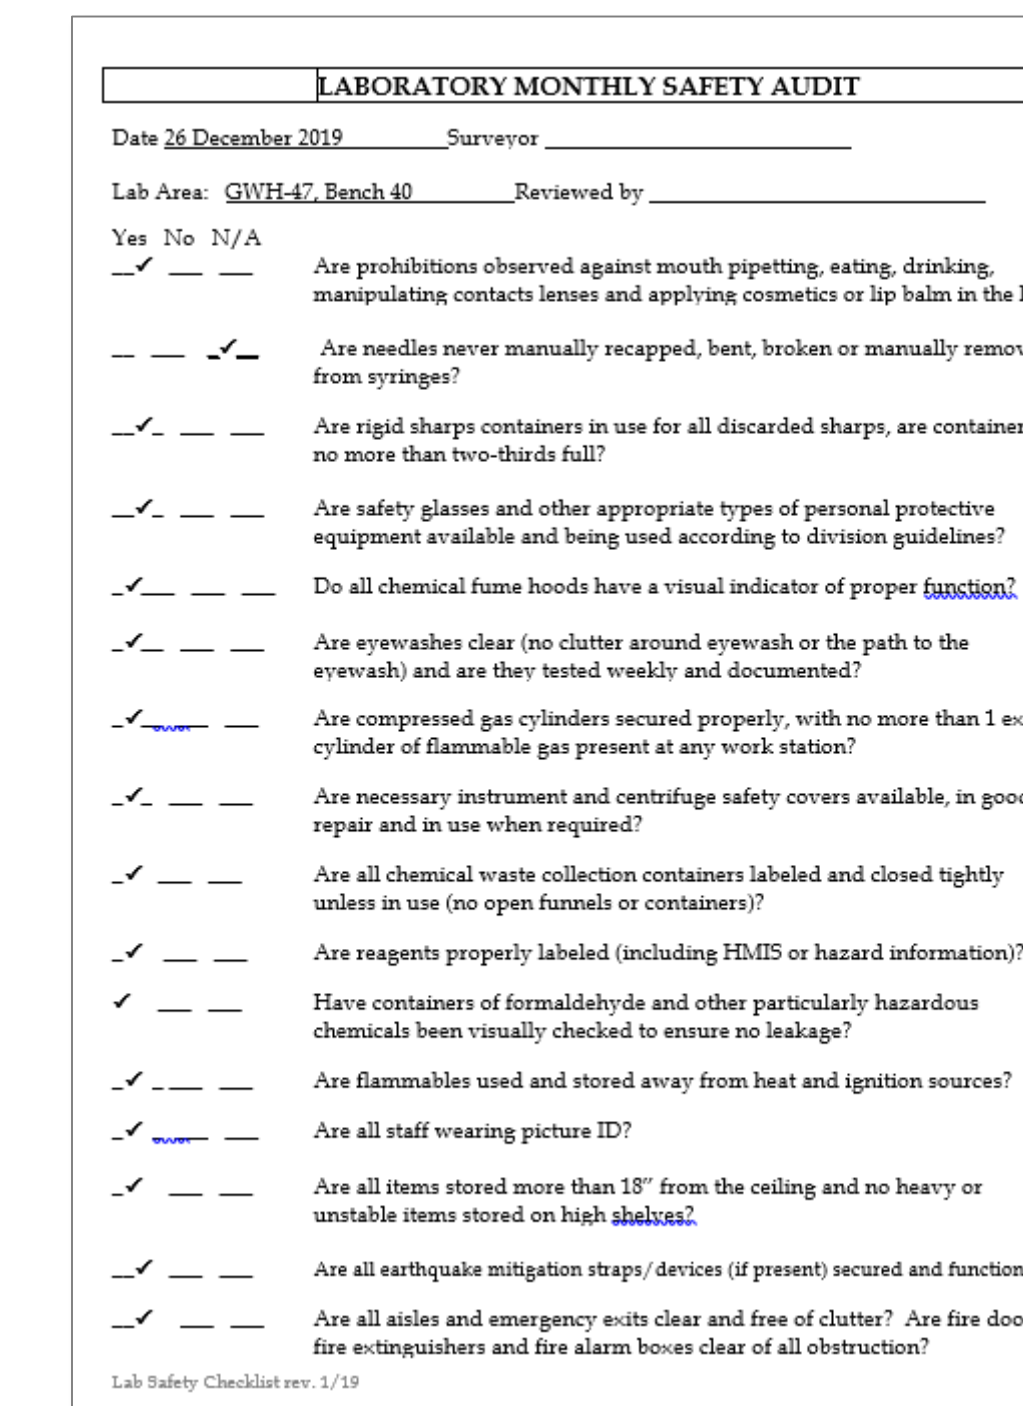 LABORATORY MONTHLY SAFETY AUDIT
Date 26 December 2019 Surveyor
Lab Area: GWH-47, Bench 40 Reviewed by
Yes No N/A
✓ Are prohibitions observed against mouth pipetting, eating, drinking,
manipulating contacts lenses and applying cosmetics or lip balm in the
✓ Are needles never manually recapped, bent, broken or manually
from syringes?
✓ Are rigid sharps containers in use for all discarded sharps, are
no more than two-thirds full?
✓ Are safety glasses and other appropriate types of personal protective
equipment available and being used according to division guidelines?
✓ Do all chemical fume hoods have a visual indicator of proper function?
✓ Are eyewashes clear (no clutter around eyewash or the path to the
eyewash) and are they tested weekly and documented?
✓ Are compressed gas cylinders secured properly, with no more than 1
cylinder of flammable gas present at any work station?
✓ Are necessary instrument and centrifuge safety covers available, in
repair and in use when required?
✓ Are all chemical waste collection containers labeled and closed tightly
unless in use (no open funnels or containers)?
✓ Are reagents properly labeled (including HMIS or hazard information)?
✓ Have containers of formaldehyde and other particularly hazardous
chemicals been visually checked to ensure no leakage?
✓ Are flammables used and stored away from heat and ignition sources?
✓ Are all staff wearing picture ID?
✓ Are all items stored more than 18” from the ceiling and no heavy or
unstable items stored on high shelves?
✓ Are all earthquake mitigation straps/devices (if present) secured and
✓ Are all aisles and emergency exits clear and free of clutter? Are fire
fire extinguishers and fire alarm boxes clear of all obstruction?
Lab Safety Checklist rev. 1/19